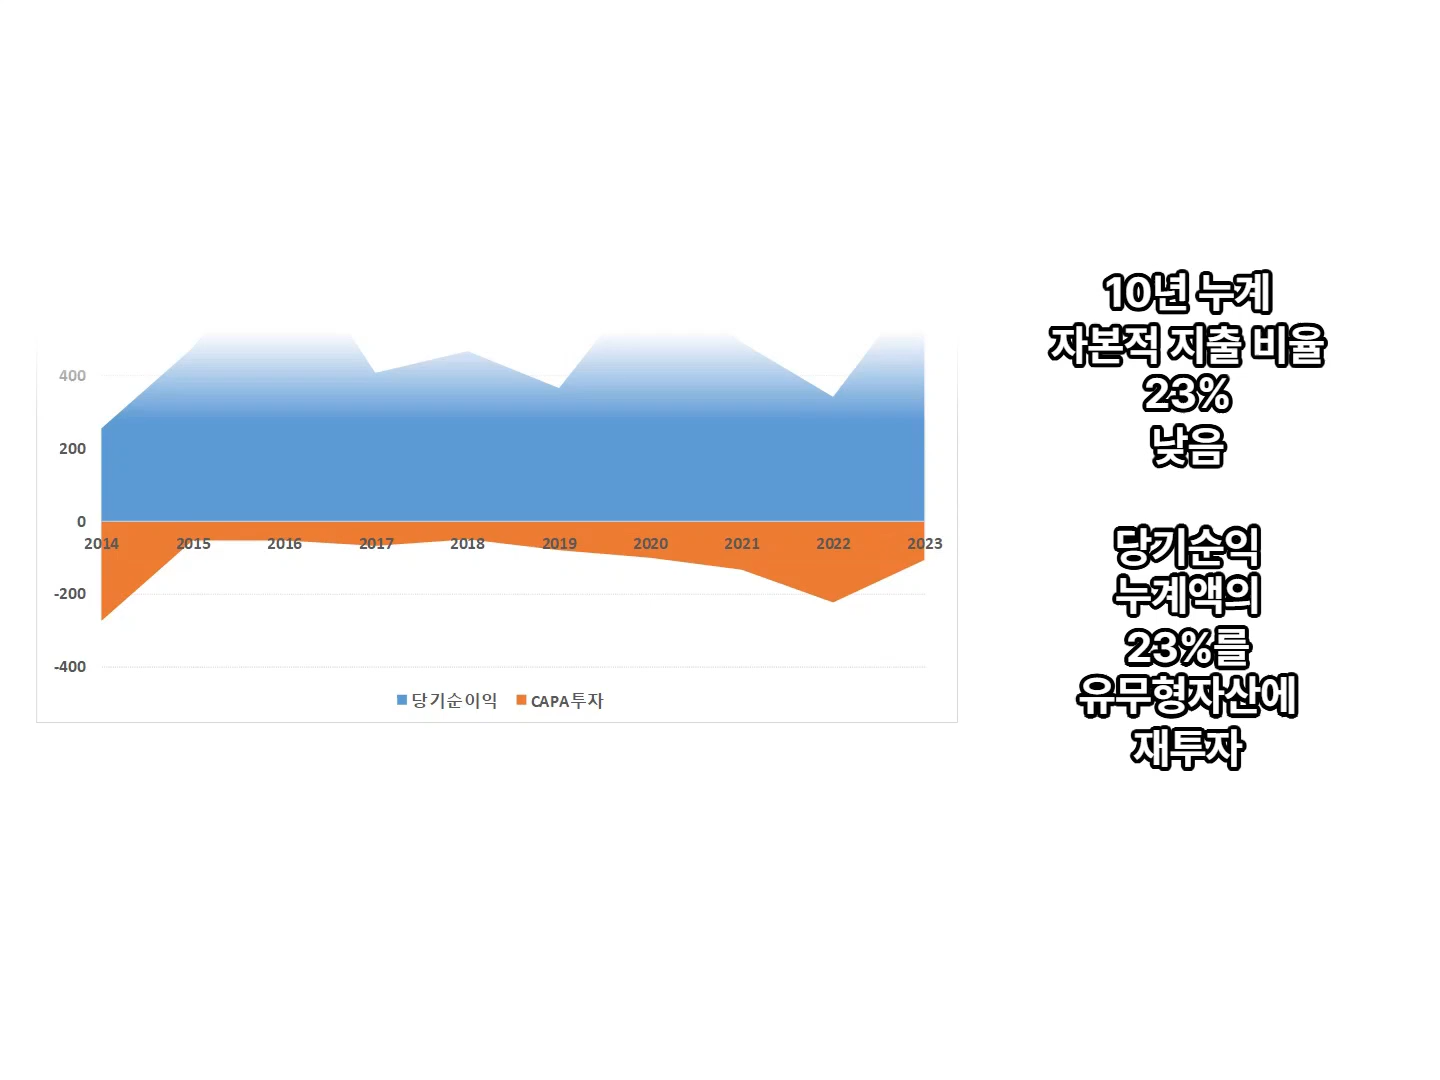 400
200
0
2014 2015 2016 2017 2018 2019 2020 2021 2022 2023
-200
-400
당기순이익 CAPA투자
10년 누계
자본적 지출 비율
23%
낮음
당기순익
누계액의
23%를
유무형자산에
재투자